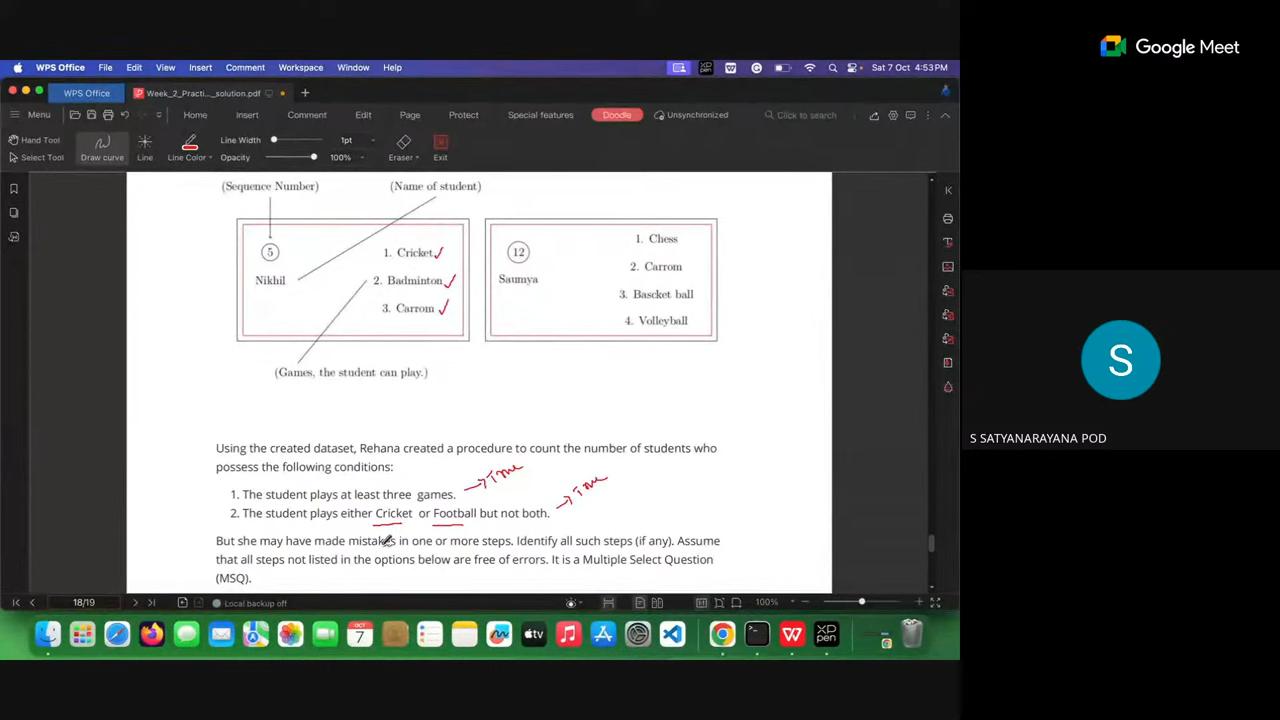 Google Meet
WPS Office File Edit View Insert Comment Workspace Window Help Sat 7 Oct 4:53PM
WPS Office Week_2_Practi..._solution.pdf
Menu Home Insert Comment Edit Page Protect Special features Doodle Unsynchronized Click to search
Hand Tool
Select Tool
Draw curve
Line
Line Color
Line Width 1pt
Opacity 100%
Eraser
Exit
(Sequence Number) (Name of student)
5
Nikhil
1. Cricket
2. Badminton
3. Carrom
12
Saumya
1. Chess
2. Carrom
3. Bascket ball
4. Volleyball
(Games, the student can play.)
Using the created dataset, Rehana created a procedure to count the number of students who
possess the following conditions:
1. The student plays at least three games. → True
2. The student plays either Cricket or Football but not both. → True
But she may have made mistakes in one or more steps. Identify all such steps (if any). Assume
that all steps not listed in the options below are free of errors. It is a Multiple Select Question
(MSQ).
18/19 Local backup off 100%
OCT
7
tv
XP
pen
S
S SATYANARAYANA POD